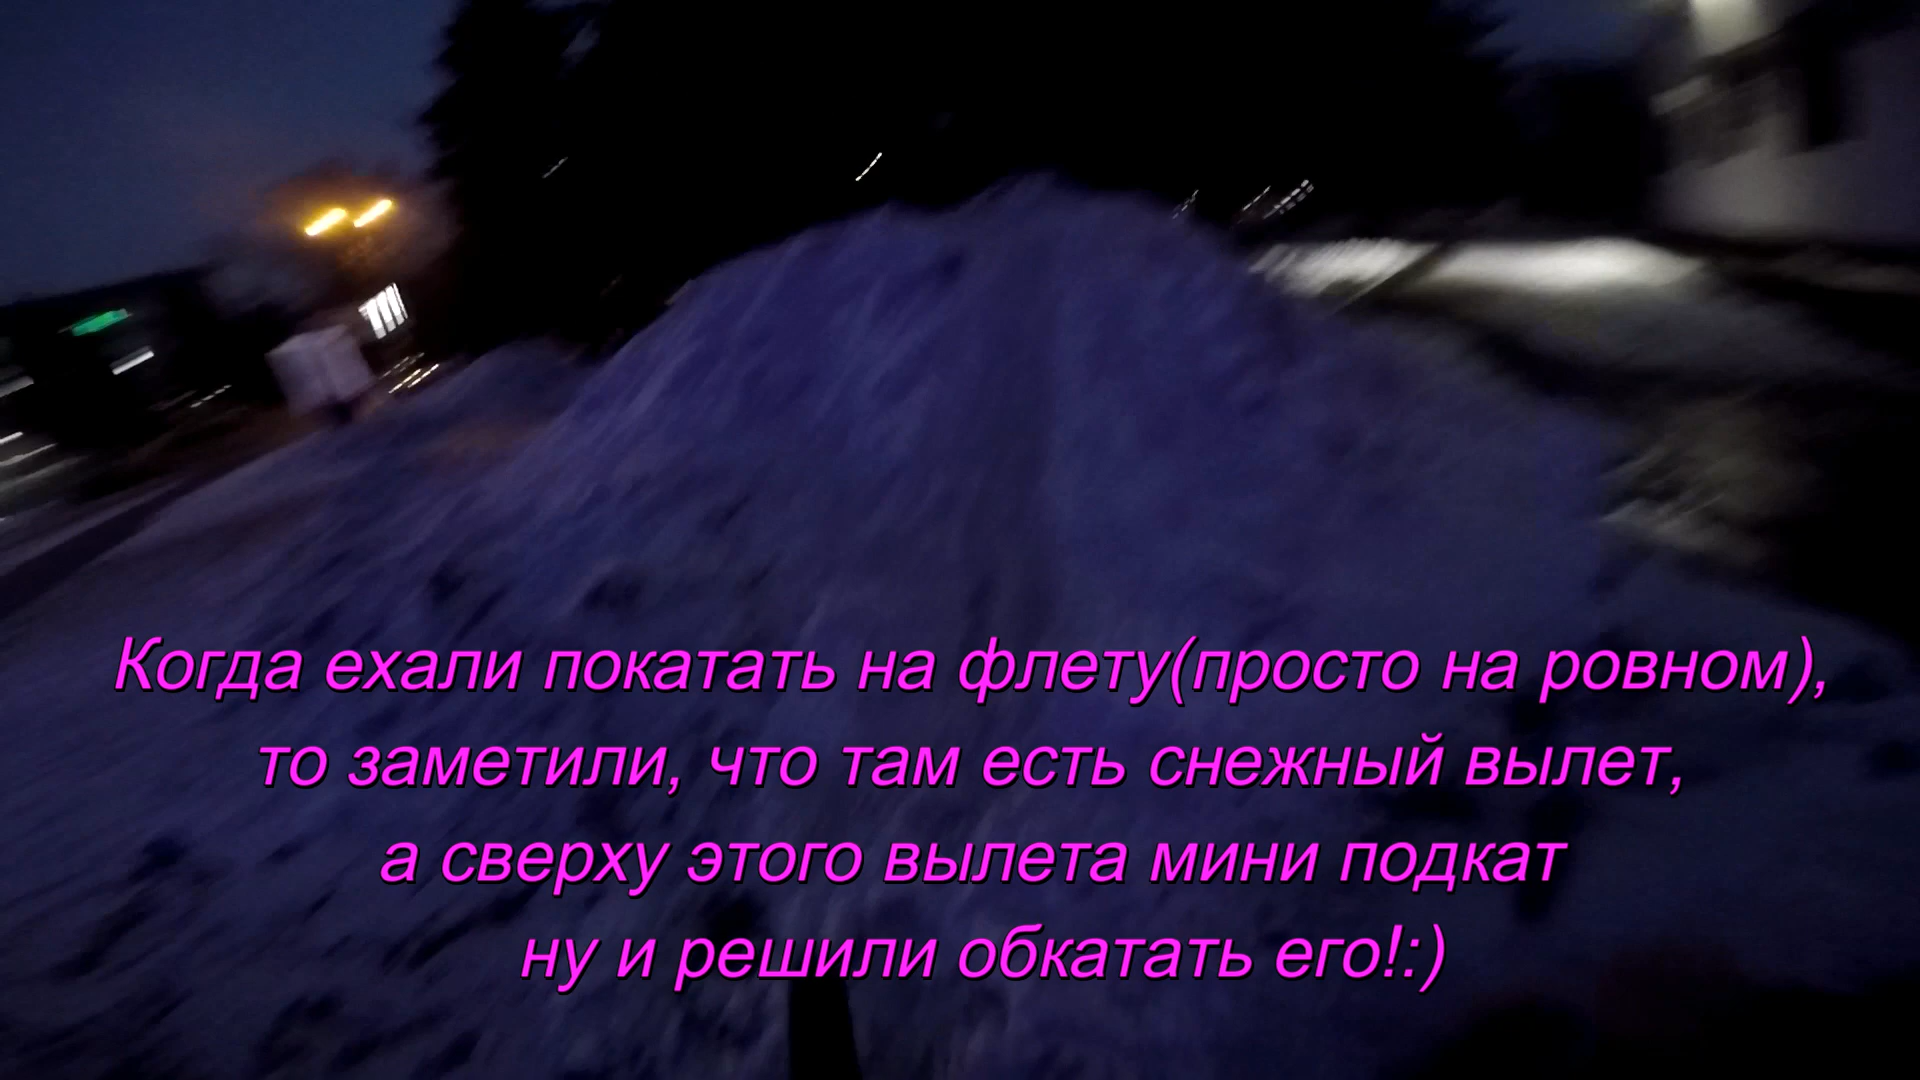 Когда ехали покатать на флету(просто на ровном),
то заметили, что там есть снежный вылет,
а сверху этого вылета мини подкат
ну и решили обкатать его!:)